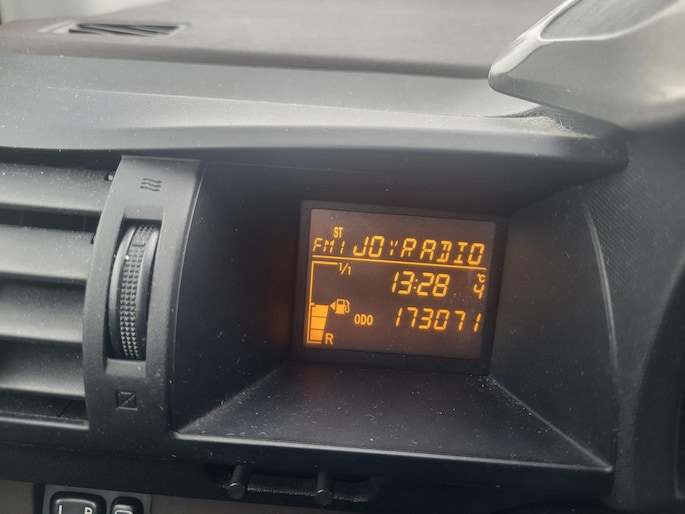 ST
FM1 JOYRADIO
1/1
13:28 4 °C
ODO 173071
R